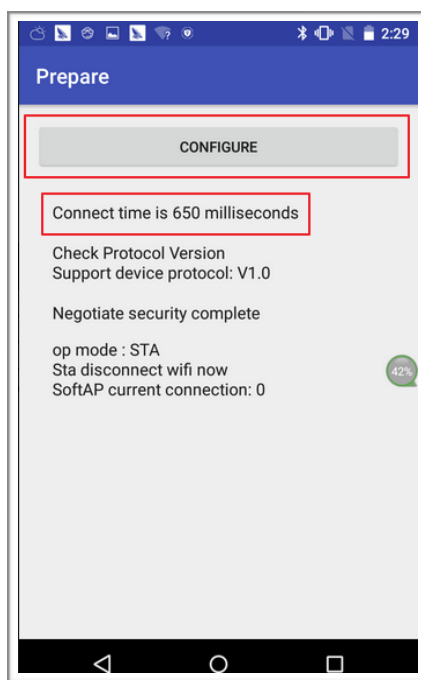 2:29
Prepare
CONFIGURE
Connect time is 650 milliseconds
Check Protocol Version
Support device protocol: V1.0
Negotiate security complete
op mode : STA
Sta disconnect wifi now
42%
SoftAP current connection: 0